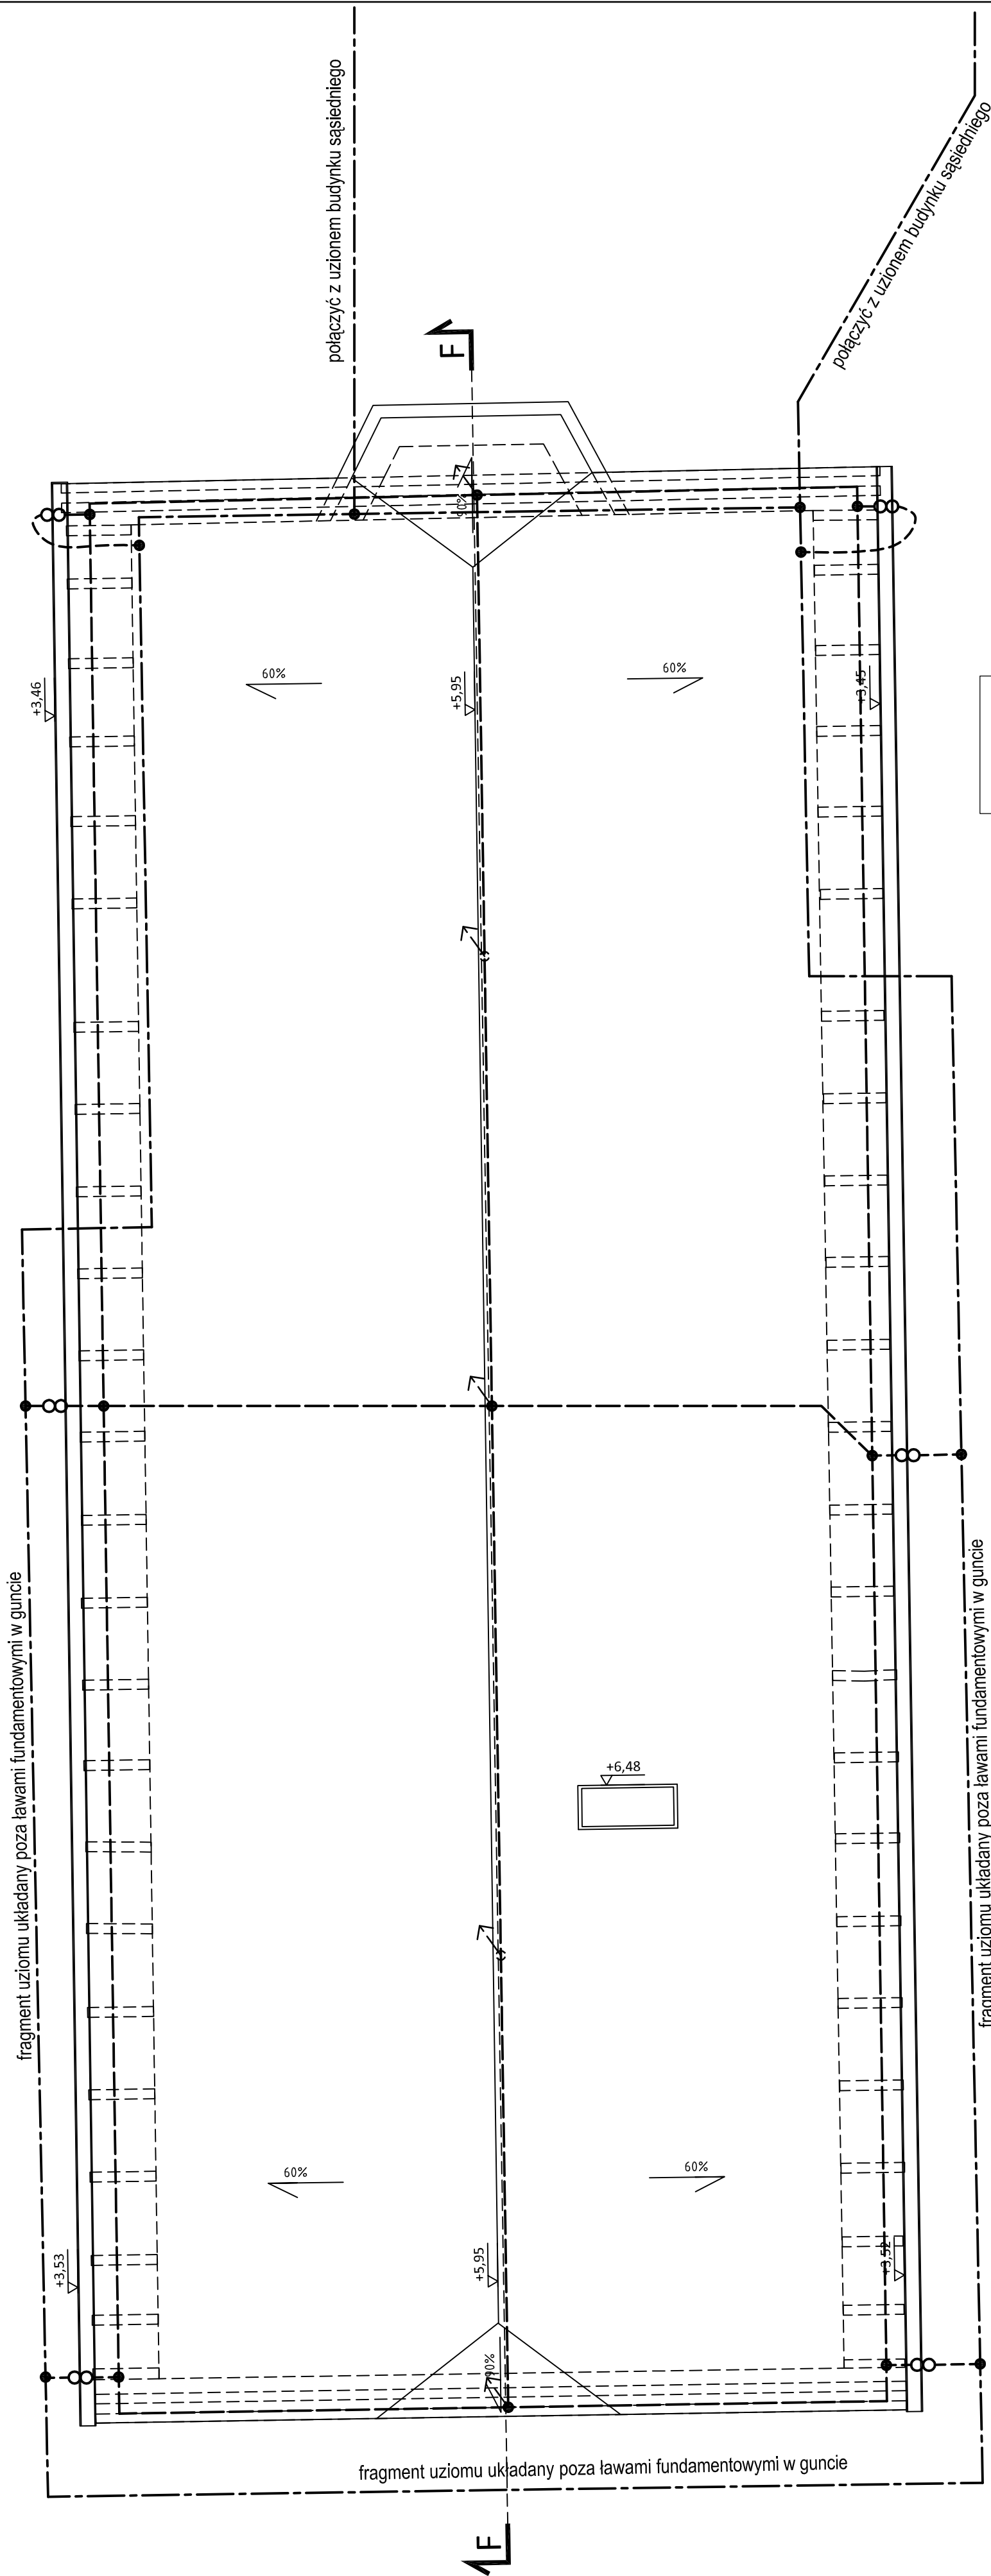 połączyć z uzionem budynku sąsiedniego
połączyć z uzionem budynku sąsiedniego
F
90%
60%
60%
+3,46
+5,95
+3,45
fragment uziomu układany poza ławami fundamentowymi w guncie
fragment uziomu układany poza ławami fundamentowymi w guncie
+6,48
60%
60%
+3,53
+5,95
+3,52
90%
fragment uziomu układany poza ławami fundamentowymi w guncie
F